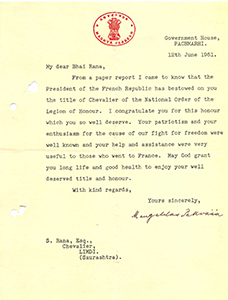 Government House,
PACHMARHI.
12th June 1951.
My dear Bhai Rana,
From a paper report I came to know that the
President of the French Republic has bestowed on you
the title of Chevalier of the National Order of the
Legion of Honour. I congratulate you for this honour
which you so well deserve. Your patriotism and your
enthusiasm for the cause of our fight for freedom were
well known and your help and assistance were very
useful to those who went to France. May God grant
you long life and good health to enjoy your well
deserved title and honour.
With kind regards,
Yours sincerely,
Mangaldas Pakvasa
S. Rana, Esq.,
Chevalier,
LIMDI.
(Saurashtra).